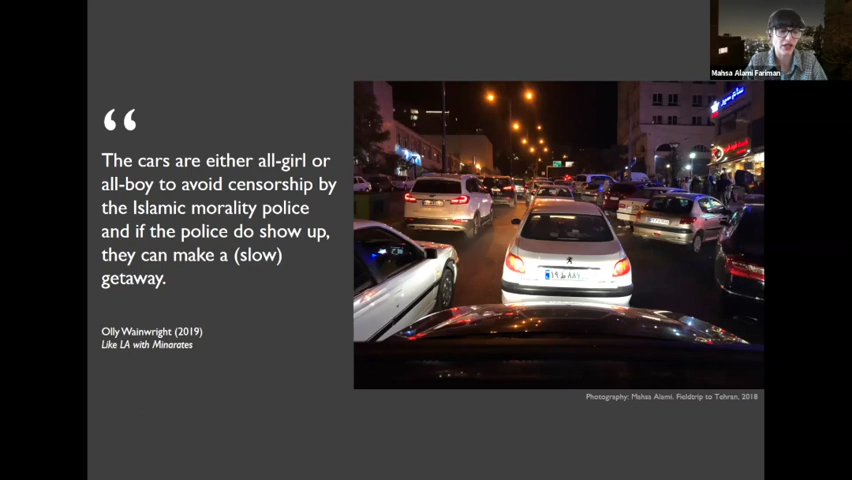 “
The cars are either all-girl or
all-boy to avoid censorship by
the Islamic morality police
and if the police do show up,
they can make a (slow)
getaway.
Olly Wainwright (2019)
Like LA with Minarates
Photography: Mahsa Alami. Fieldtrip to Tehran, 2018
Mahsa Alami Fariman